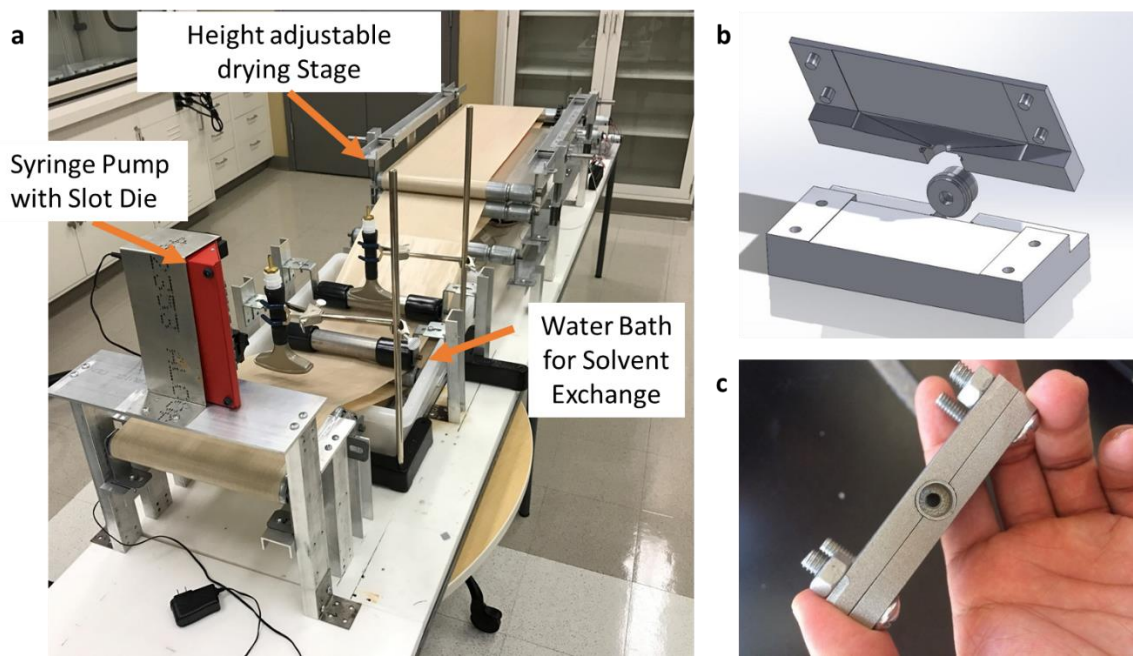 a
Height adjustable
drying Stage
Syringe Pump
with Slot Die
Water Bath
for Solvent
Exchange
b
c